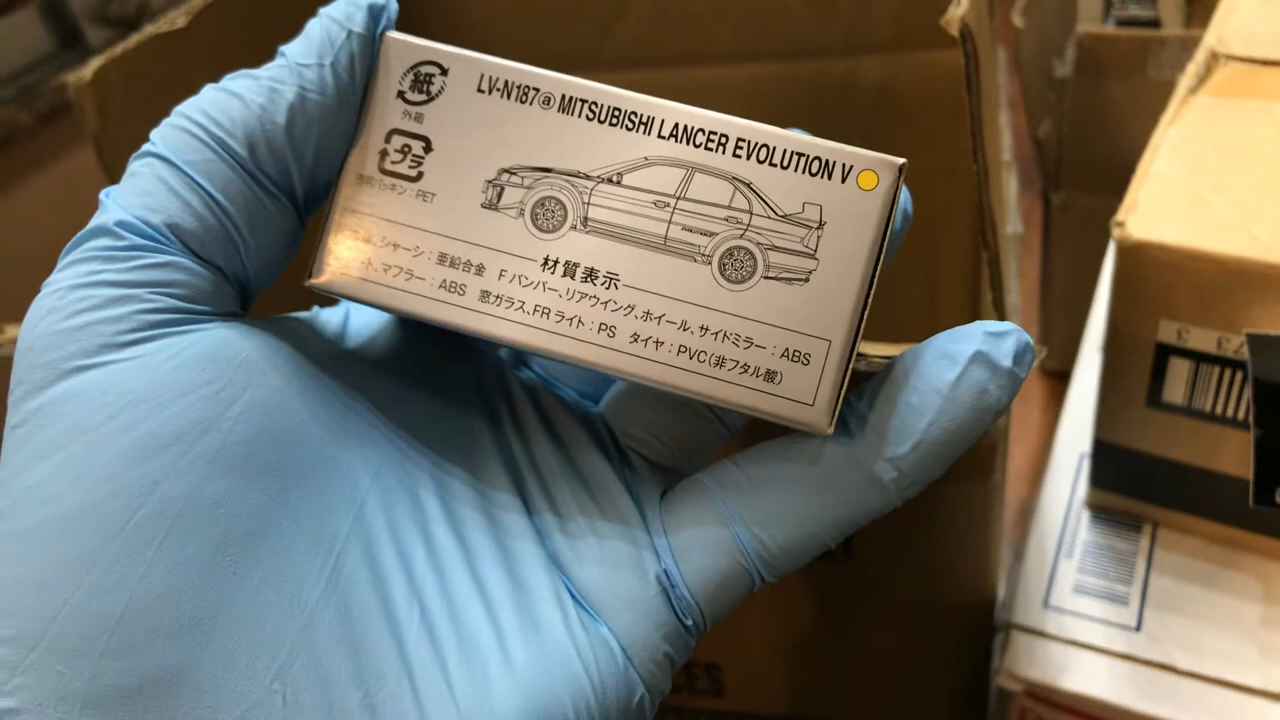 紙
外箱
プラ
LV-N187ⓐ MITSUBISHI LANCER EVOLUTION V
パッキン：PET
材質表示
シャーシ：亜鉛合金 Fバンパー、リアウイング、ホイール、サイドミラー：ABS
ト、マフラー：ABS 窓ガラス、FRライト：PS タイヤ：PVC（非フタル酸）